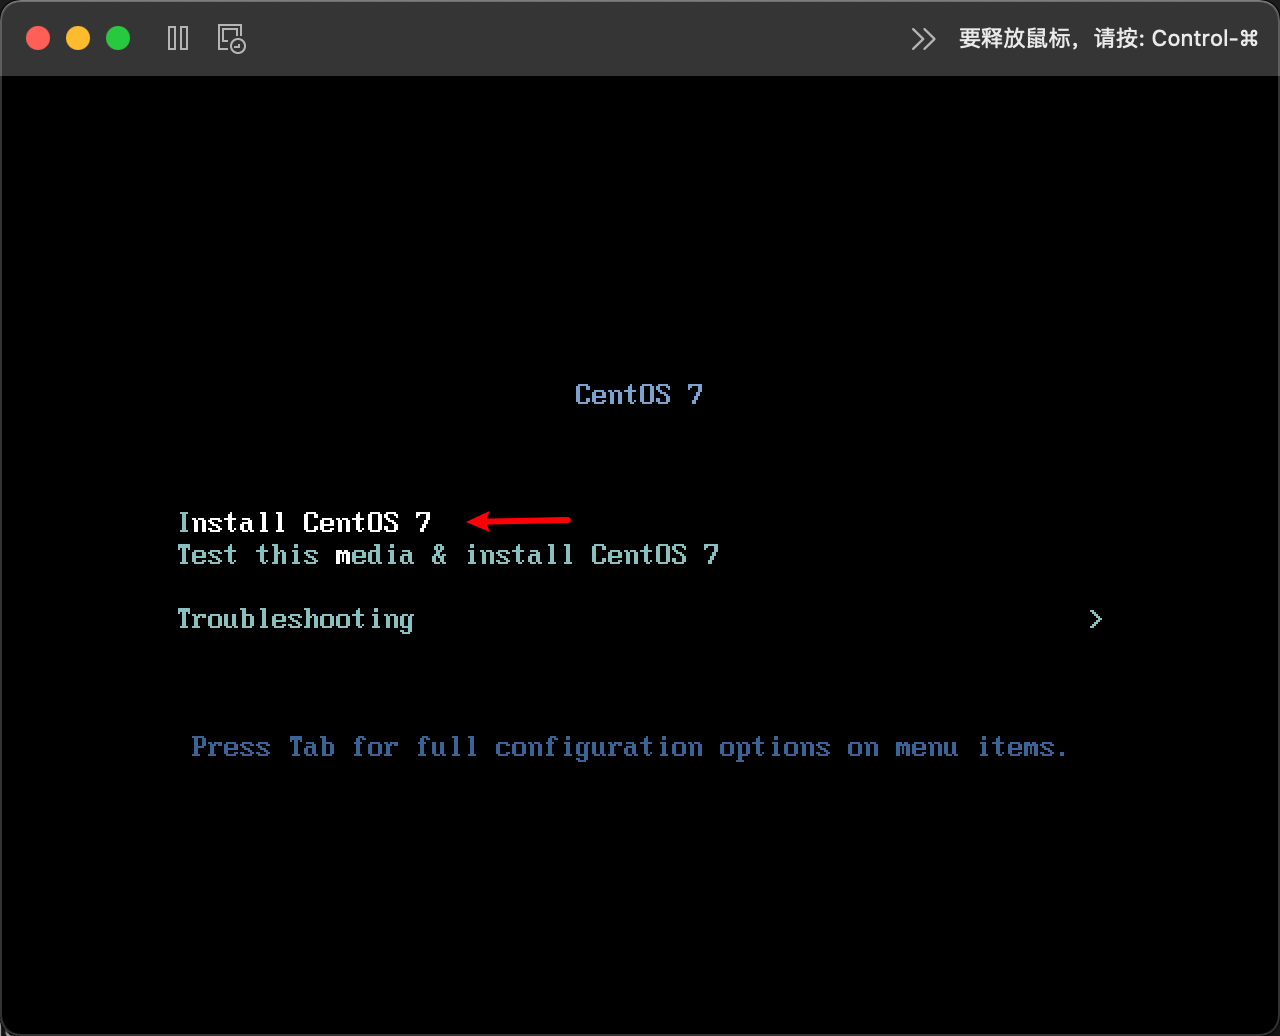 要释放鼠标，请按: Control-⌘
CentOS 7
Install CentOS 7
Test this media & install CentOS 7
Troubleshooting >
Press Tab for full configuration options on menu items.